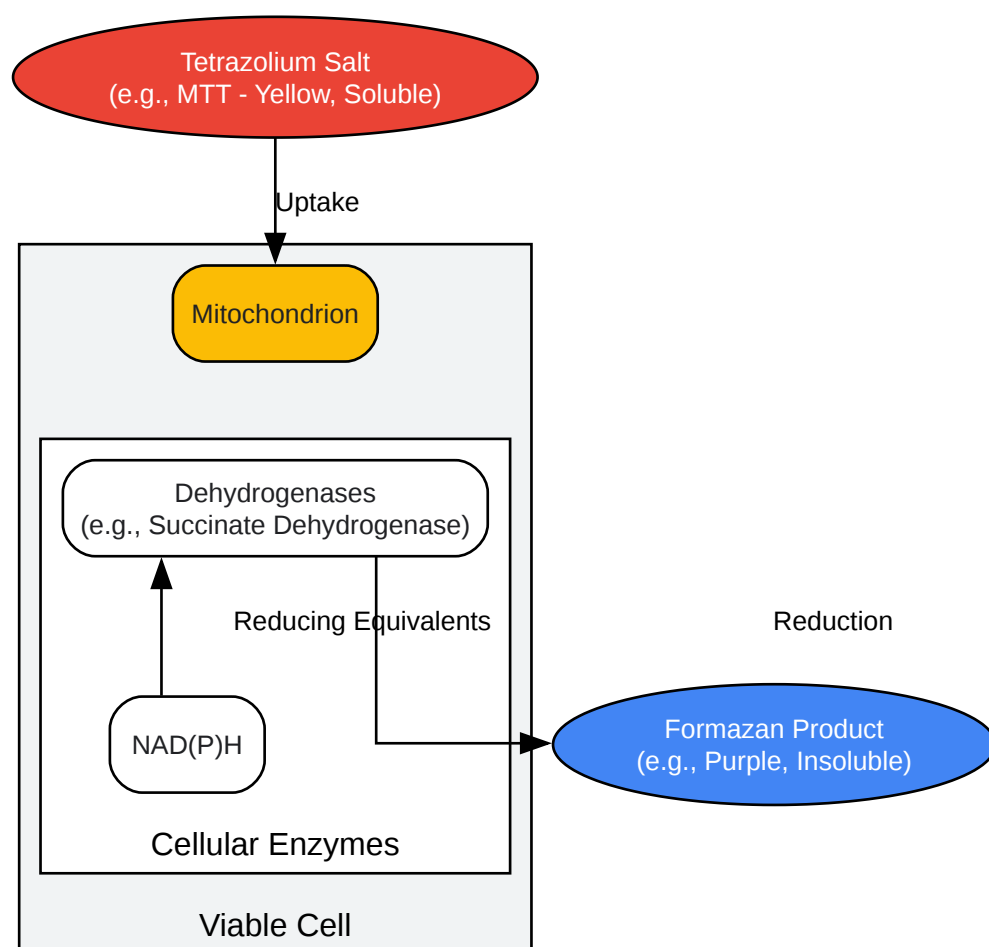 Tetrazolium Salt
(e.g., MTT - Yellow, Soluble)
Uptake
Mitochondrion
Dehydrogenases
(e.g., Succinate Dehydrogenase)
Reducing Equivalents
Reduction
NAD(P)H
Formazan Product
(e.g., Purple, Insoluble)
Cellular Enzymes
Viable Cell